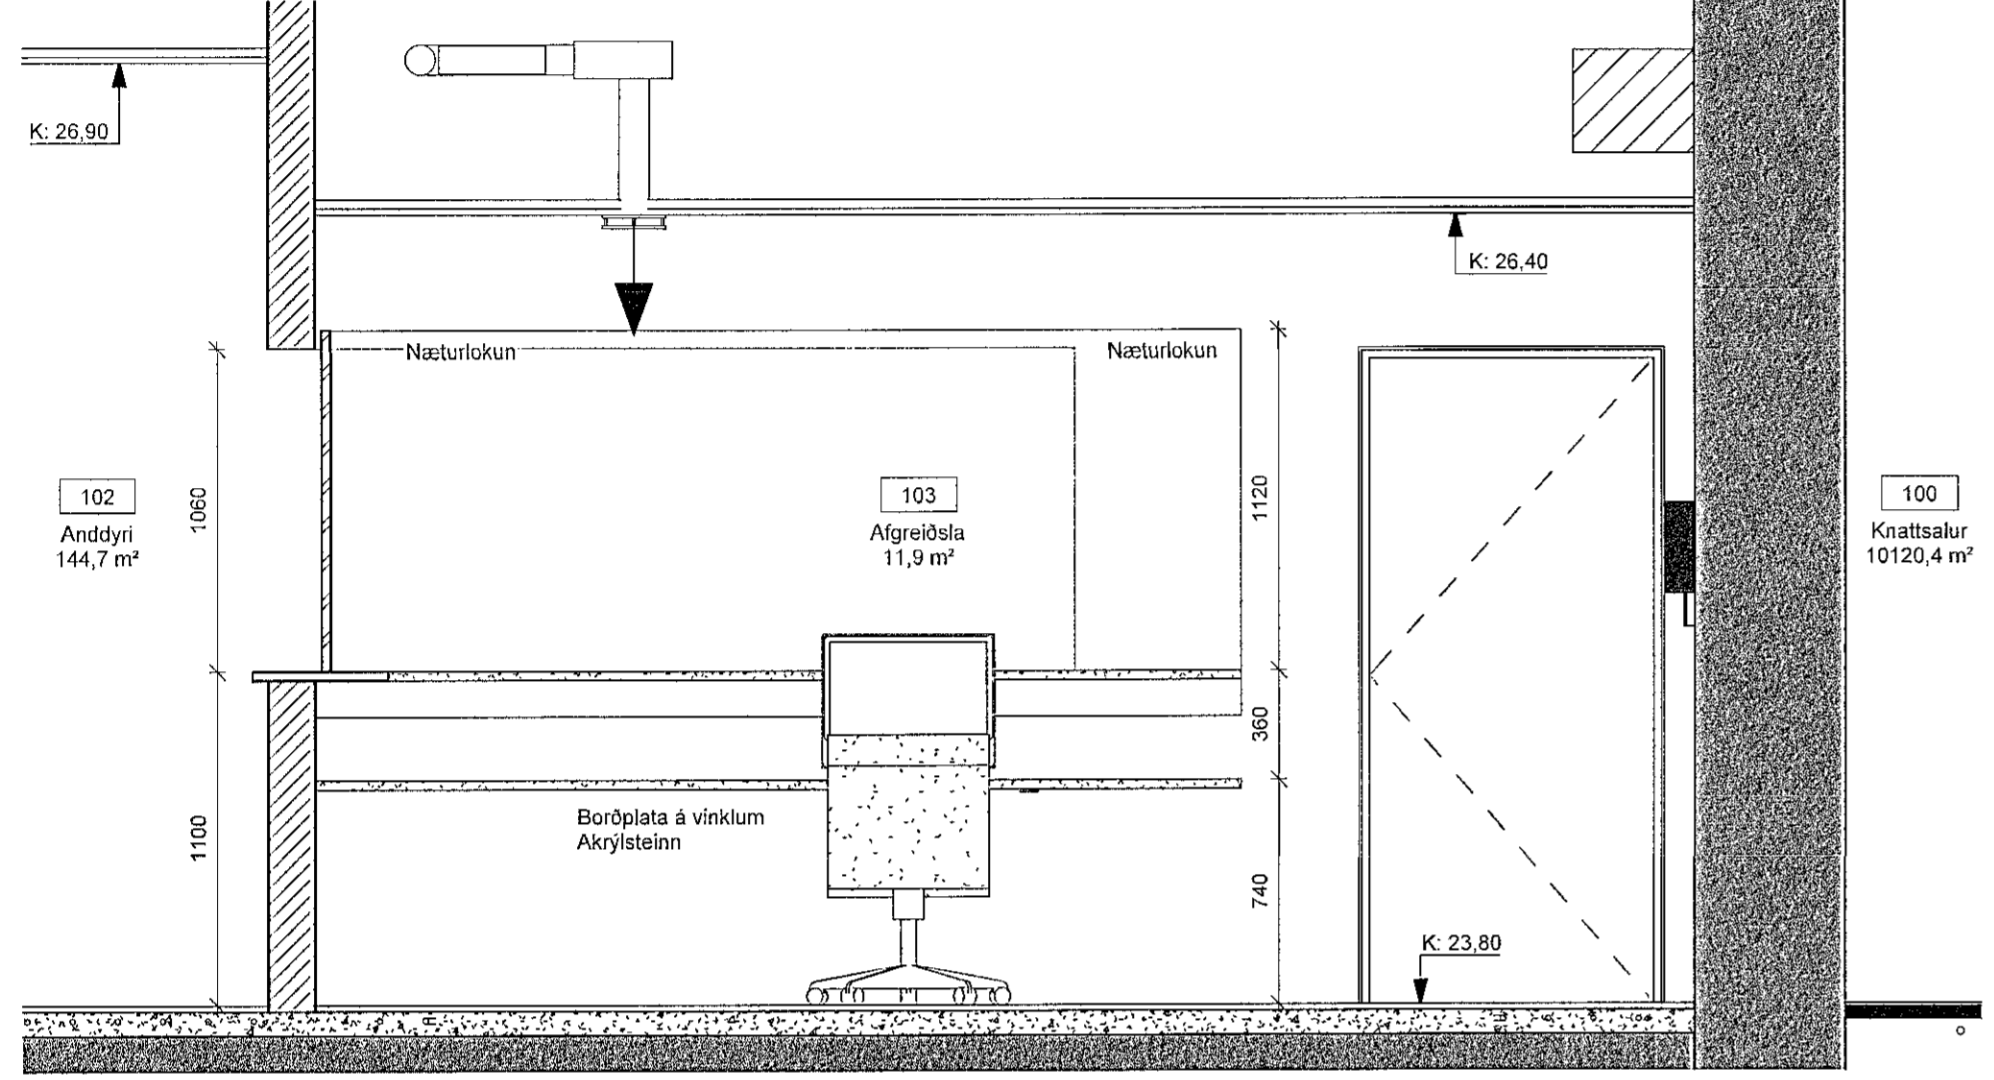 K: 26,90
K: 26,40
Næturlokun
Næturlokun
102
Anddyri
144,7 m²
1060
103
Afgreiðsla
11,9 m²
1120
100
Knattsalur
10120,4 m²
360
1100
Borðplata á vinklum
Akrýlsteinn
740
K: 23,80